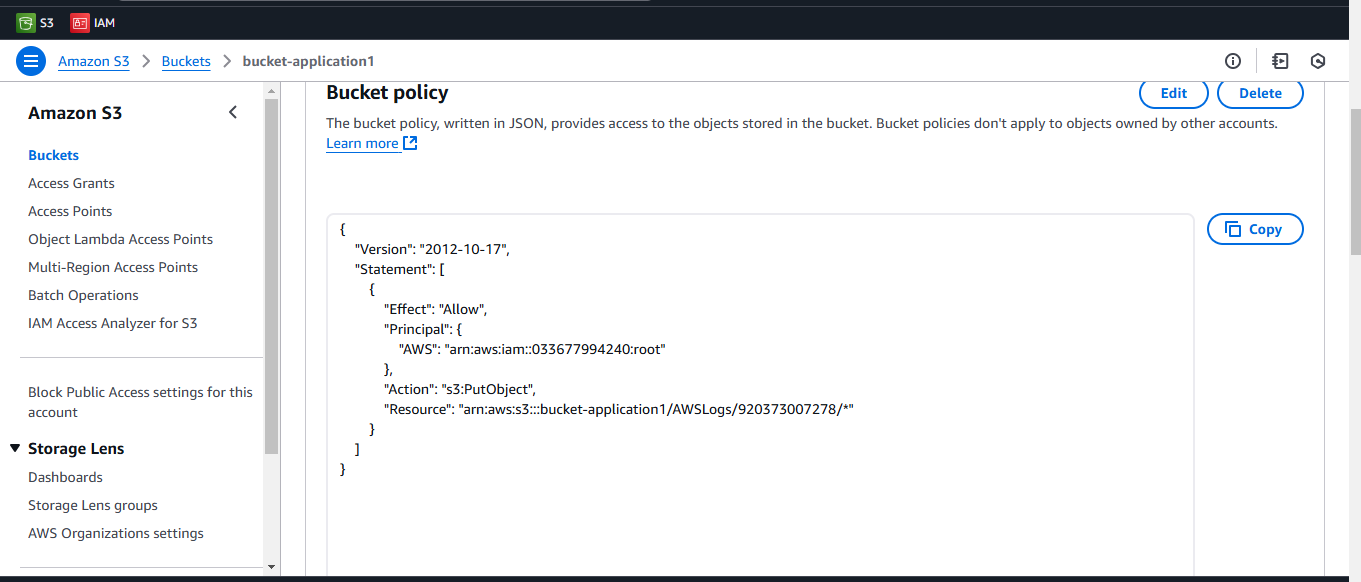 S3 IAM
Amazon S3 Buckets bucket-application1
Amazon S3
Buckets
Access Grants
Access Points
Object Lambda Access Points
Multi-Region Access Points
Batch Operations
IAM Access Analyzer for S3
Block Public Access settings for this
account
Storage Lens
Dashboards
Storage Lens groups
AWS Organizations settings
Bucket policy
Edit Delete
The bucket policy, written in JSON, provides access to the objects stored in the bucket. Bucket policies don't apply to objects owned by other accounts.
Learn more
Copy
{
"Version": "2012-10-17",
"Statement": [
{
"Effect": "Allow",
"Principal": {
"AWS": "arn:aws:iam::033677994240:root"
},
"Action": "s3:PutObject",
"Resource": "arn:aws:s3:::bucket-application1/AWSLogs/920373007278/*"
}
]
}